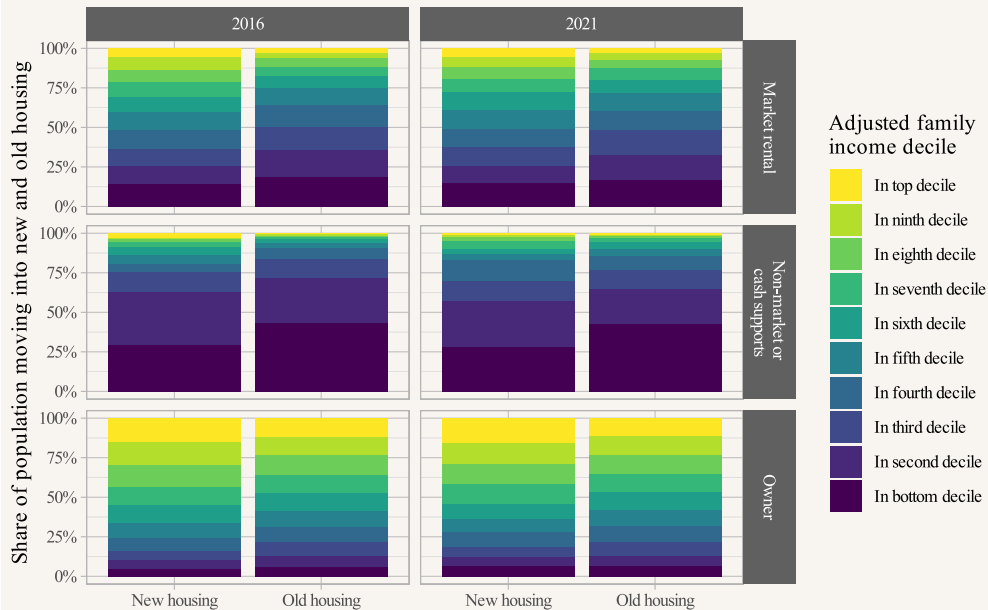 2016
2021
Share of population moving into new and old housing
100%
75%
50%
25%
0%
Market rental
100%
75%
50%
25%
0%
Non-market or
cash supports
100%
75%
50%
25%
0%
Owner
New housing
Old housing
New housing
Old housing
Adjusted family
income decile
In top decile
In ninth decile
In eighth decile
In seventh decile
In sixth decile
In fifth decile
In fourth decile
In third decile
In second decile
In bottom decile